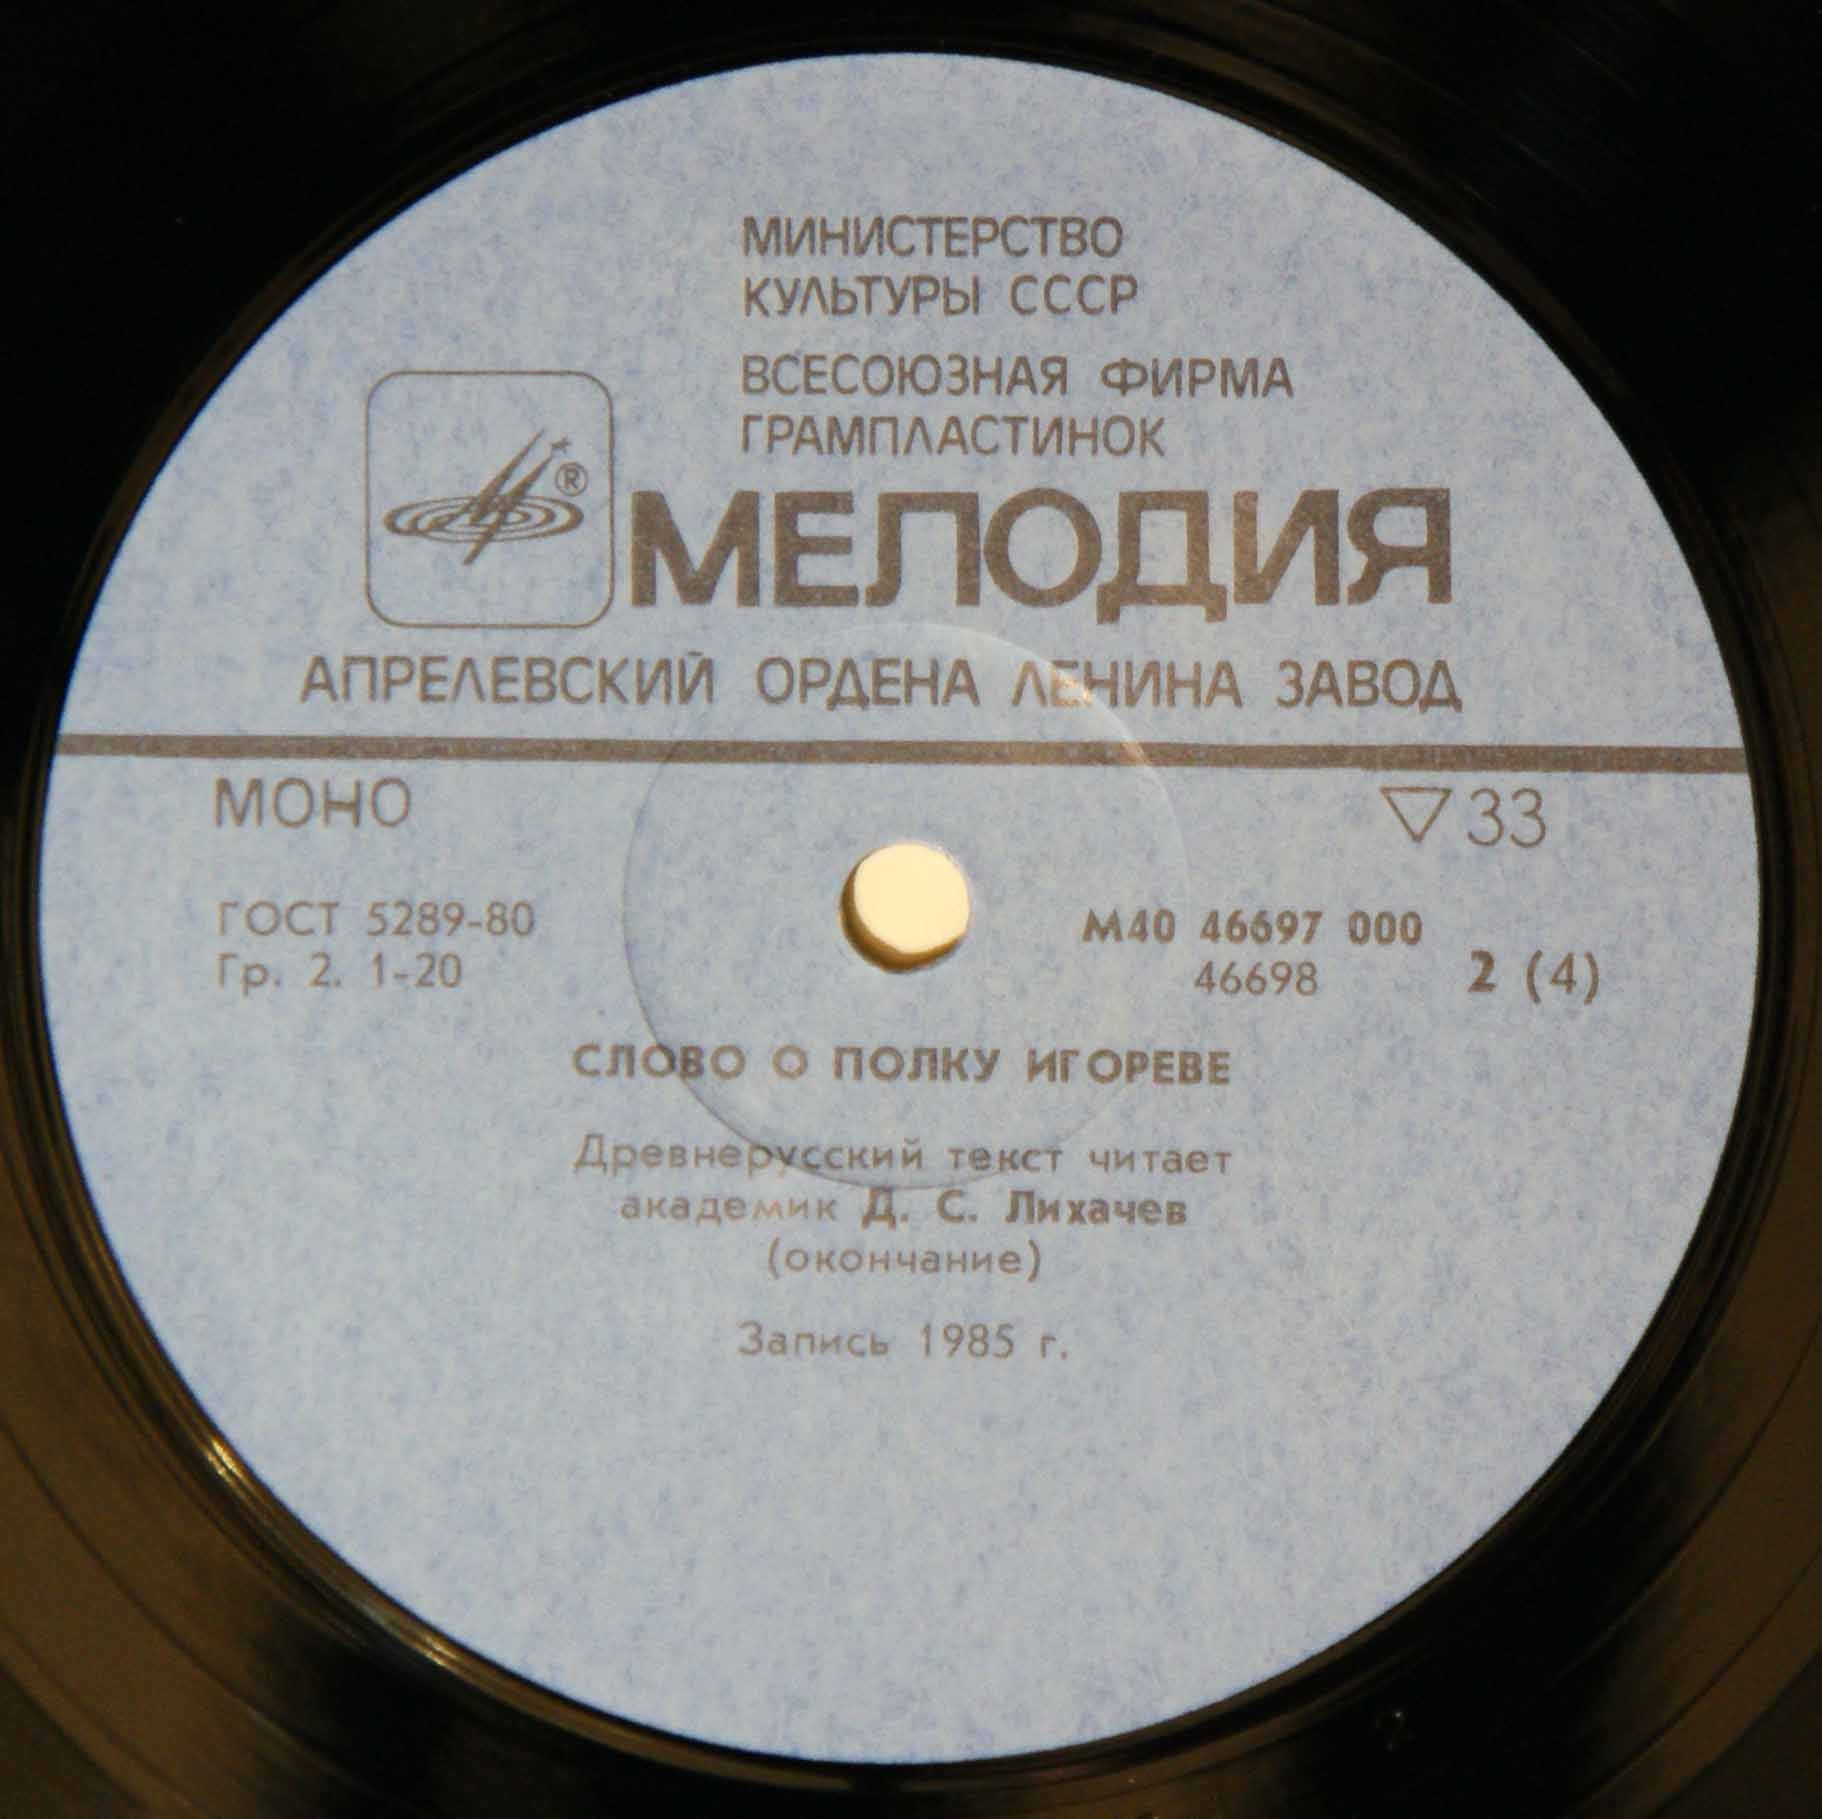 МИНИСТЕРСТВО
КУЛЬТУРЫ СССР
ВСЕСОЮЗНАЯ ФИРМА
ГРАМПЛАСТИНОК
®
МЕЛОДИЯ
АПРЕЛЕВСКИЙ ОРДЕНА ЛЕНИНА ЗАВОД
МОНО
▽ 33
ГОСТ 5289-80
Гр. 2. 1-20
М40 46697 000
46698
2 (4)
СЛОВО О ПОЛКУ ИГОРЕВЕ
Древнерусский текст читает
академик Д. С. Лихачев
(окончание)
Запись 1985 г.